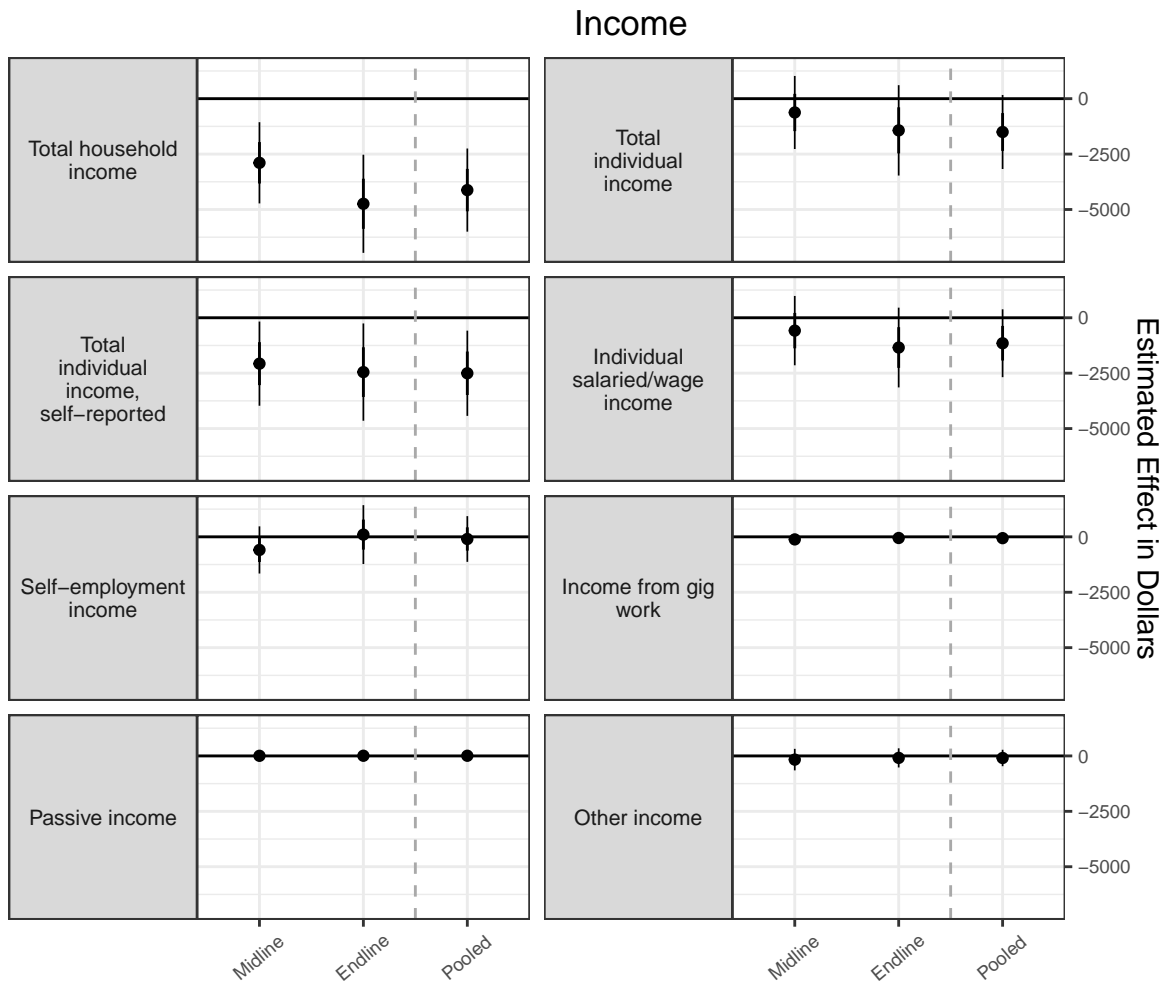 Income
Total household
income
Total
individual
income
0
−2500
−5000
Total
individual
income,
self−reported
Individual
salaried/wage
income
0
−2500
−5000
Self−employment
income
Income from gig
work
0
−2500
−5000
Passive income
Other income
0
−2500
−5000
Estimated Effect in Dollars
Midline
Endline
Pooled
Midline
Endline
Pooled